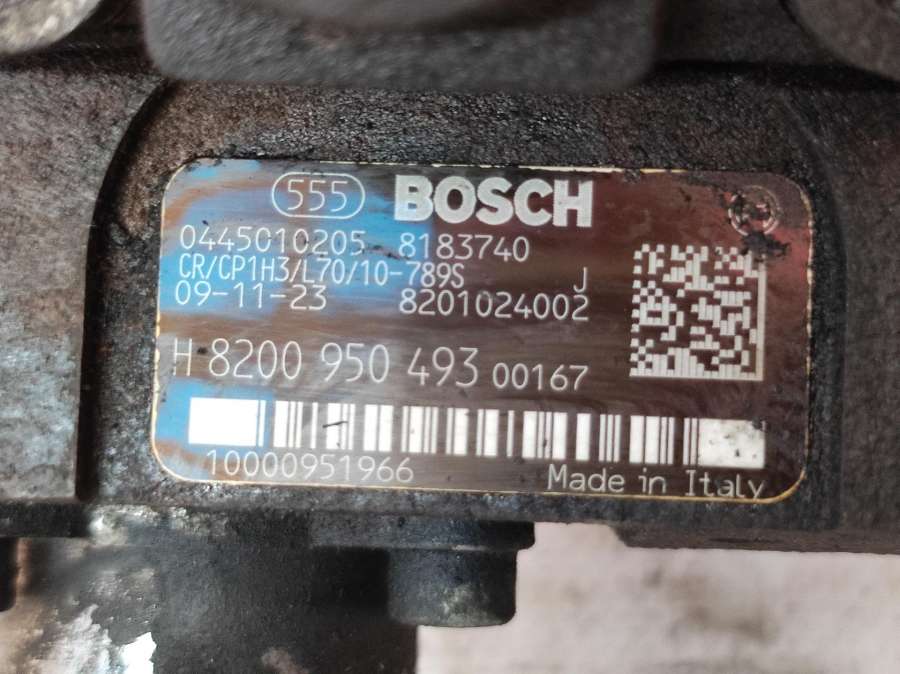 555 BOSCH
0445010205 8183740
CR/CP1H3/L70/10-789S J
09-11-23 8201024002
H 8200 950 493 00167
10000951966 Made in Italy